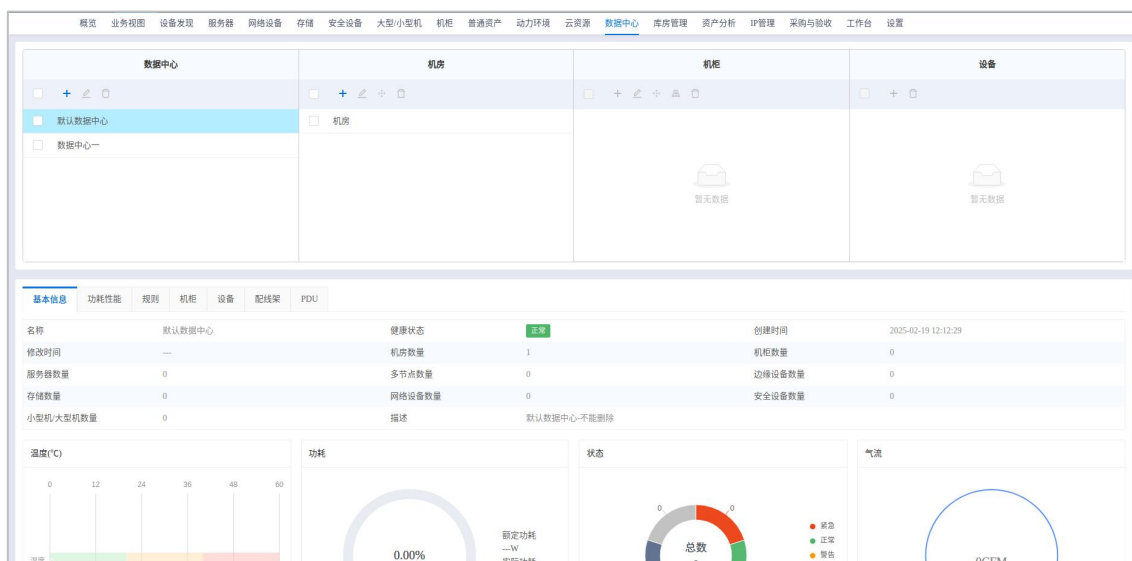 概览 业务视图 设备发现 服务器 网络设备 存储 安全设备 大型/小型机 机柜 普通资产 动力环境 云资源 数据中心 库房管理 资产分析 IP管理 采购与验收 工作台 设置
数据中心 机房 机柜 设备
默认数据中心 机房
数据中心一
暂无数据 暂无数据
基本信息 功耗性能 规则 机柜 设备 配线架 PDU
名称 默认数据中心 健康状态 正常 创建时间 2025-02-19 12:12:29
修改时间 --- 机房数量 1 机柜数量 0
服务器数量 0 多节点数量 0 边缘设备数量 0
存储数量 0 网络设备数量 0 安全设备数量 0
小型机/大型机数量 0 描述 默认数据中心-不能删除
温度(℃) 功耗 状态 气流
0 12 24 36 48 60
0 0
紧急
额定功耗
正常
总数
---W
警告
0.00%